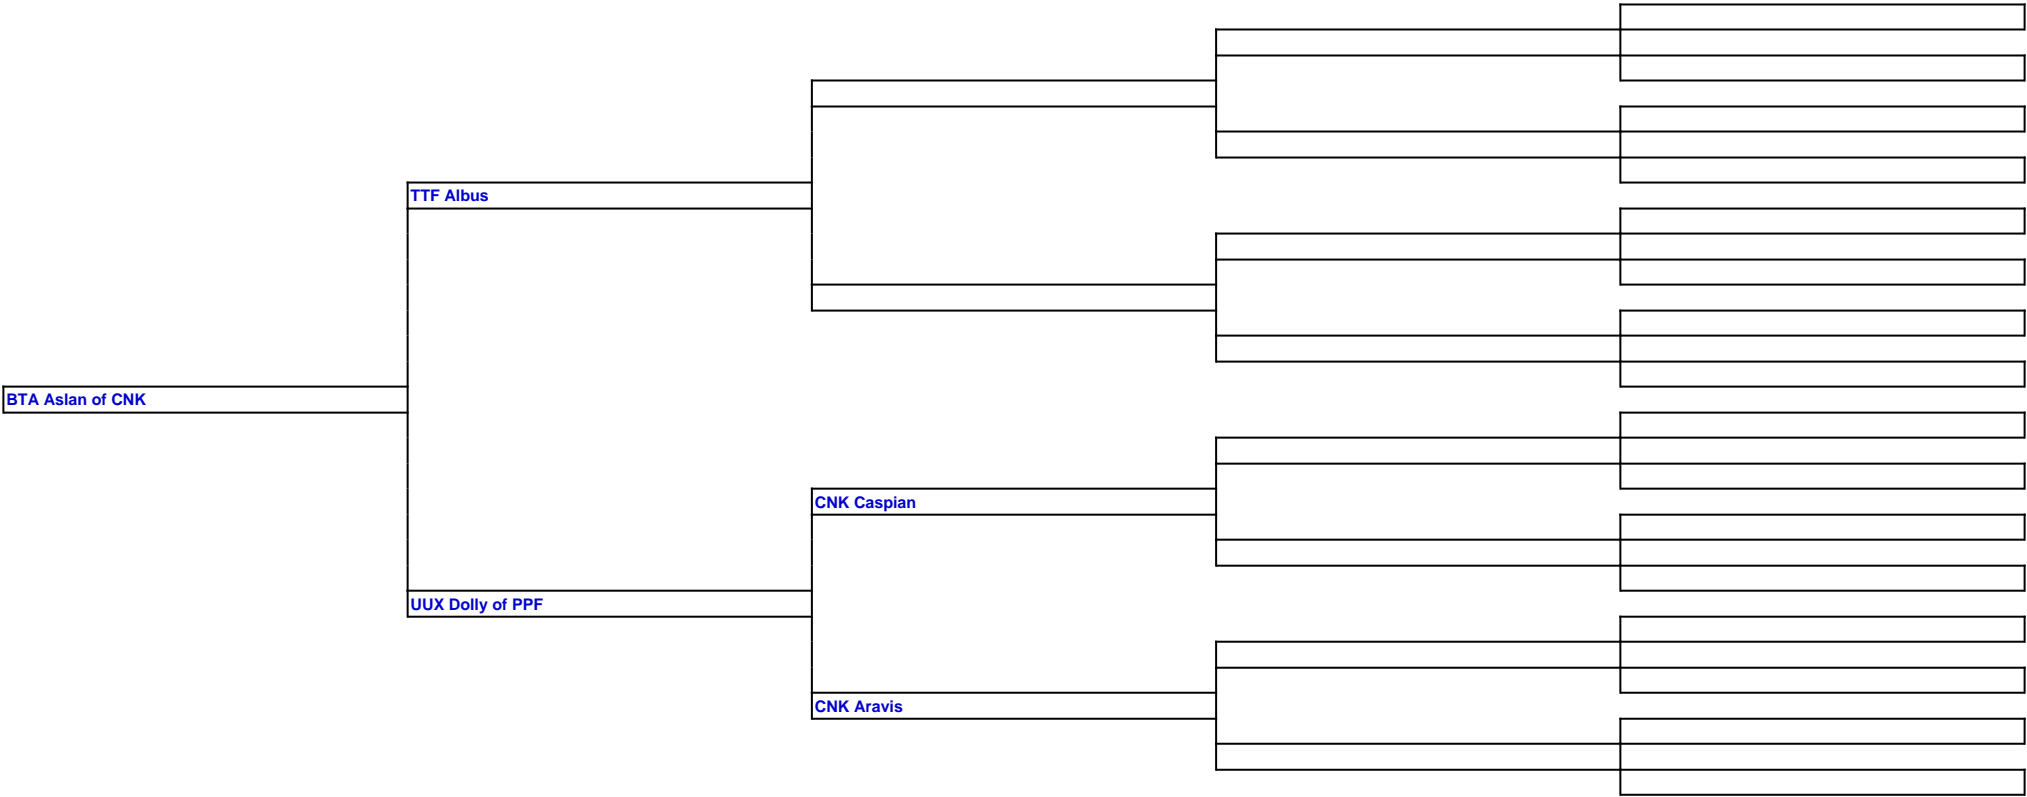 TTF Albus
BTA Aslan of CNK
CNK Caspian
UUX Dolly of PPF
CNK Aravis